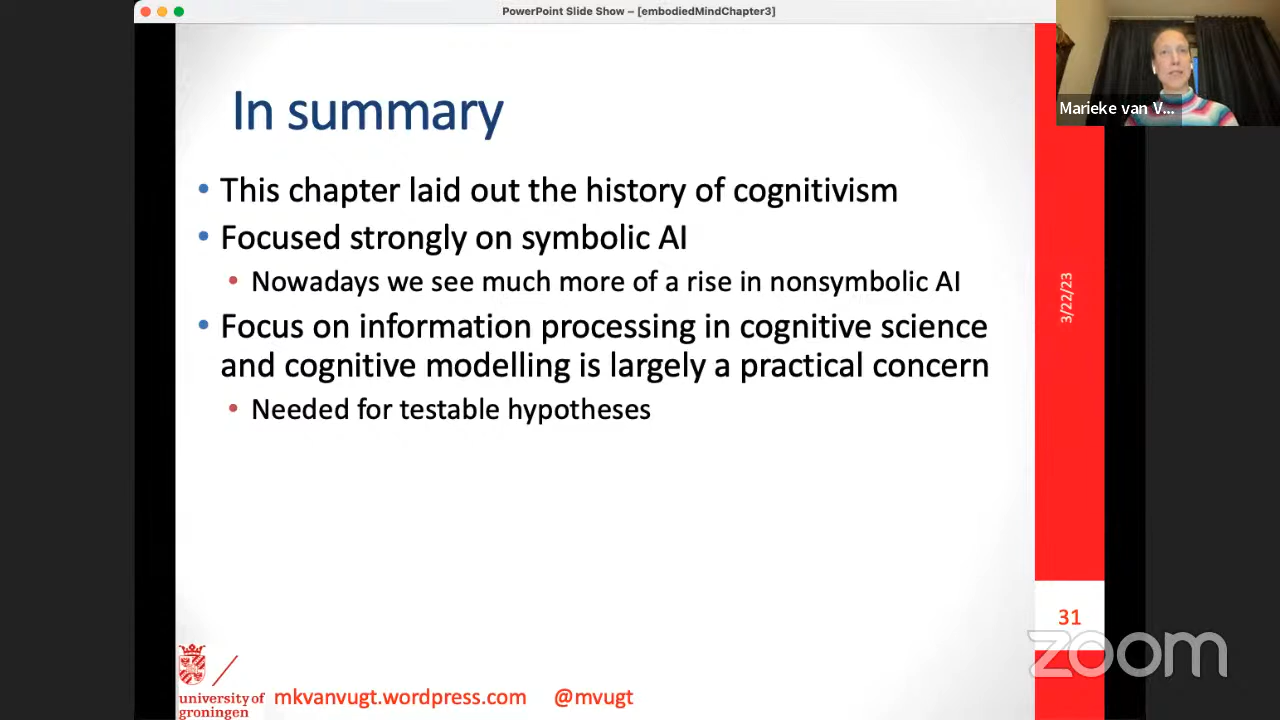 PowerPoint Slide Show – [embodiedMindChapter3]
Marieke van V...
In summary
• This chapter laid out the history of cognitivism
• Focused strongly on symbolic AI
• Nowadays we see much more of a rise in nonsymbolic AI
• Focus on information processing in cognitive science
and cognitive modelling is largely a practical concern
• Needed for testable hypotheses
3/22/23
31
zoom
university of
groningen
mkvanvugt.wordpress.com @mvugt